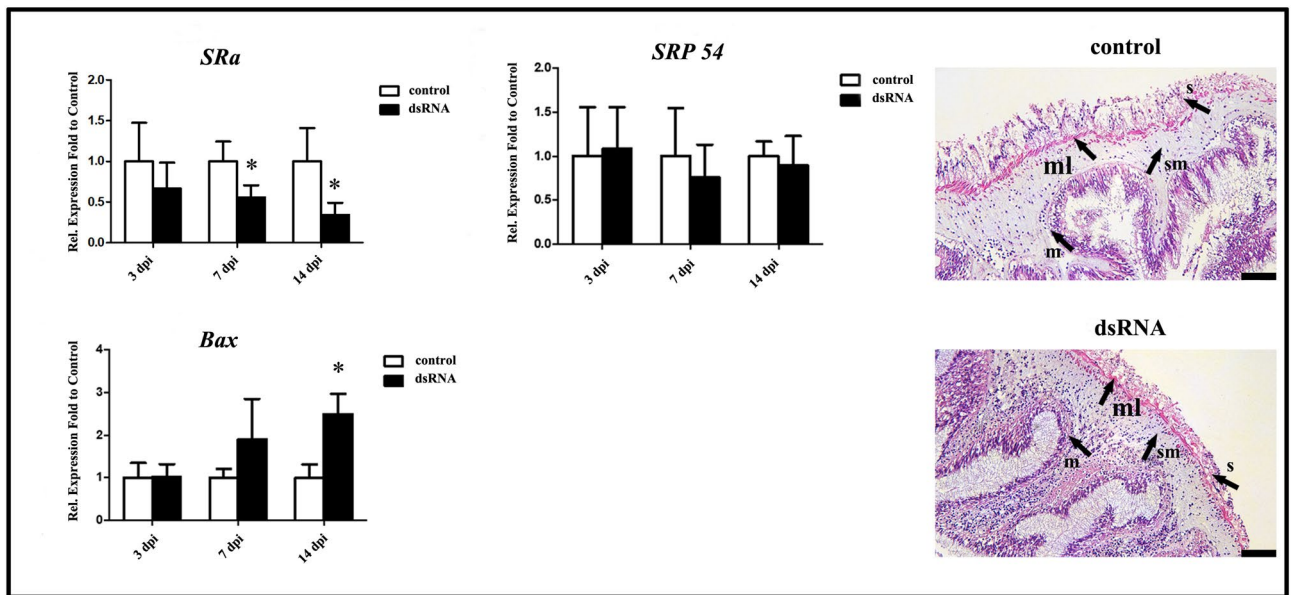 SRa
Rel. Expression Fold to Control
2.0
1.5
1.0
0.5
0.0
*
*
3 dpi
7 dpi
14 dpi
control
dsRNA
SRP 54
Rel. Expression Fold to Control
2.0
1.5
1.0
0.5
0.0
3 dpi
7 dpi
14 dpi
control
dsRNA
control
s
ml
sm
m
Bax
Rel. Expression Fold to Control
4
3
2
1
0
*
3 dpi
7 dpi
14 dpi
control
dsRNA
dsRNA
ml
m
sm
s